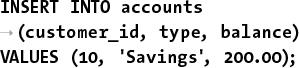 INSERT INTO accounts
→(customer_id, type, balance)
VALUES (10, 'Savings', 200.00);